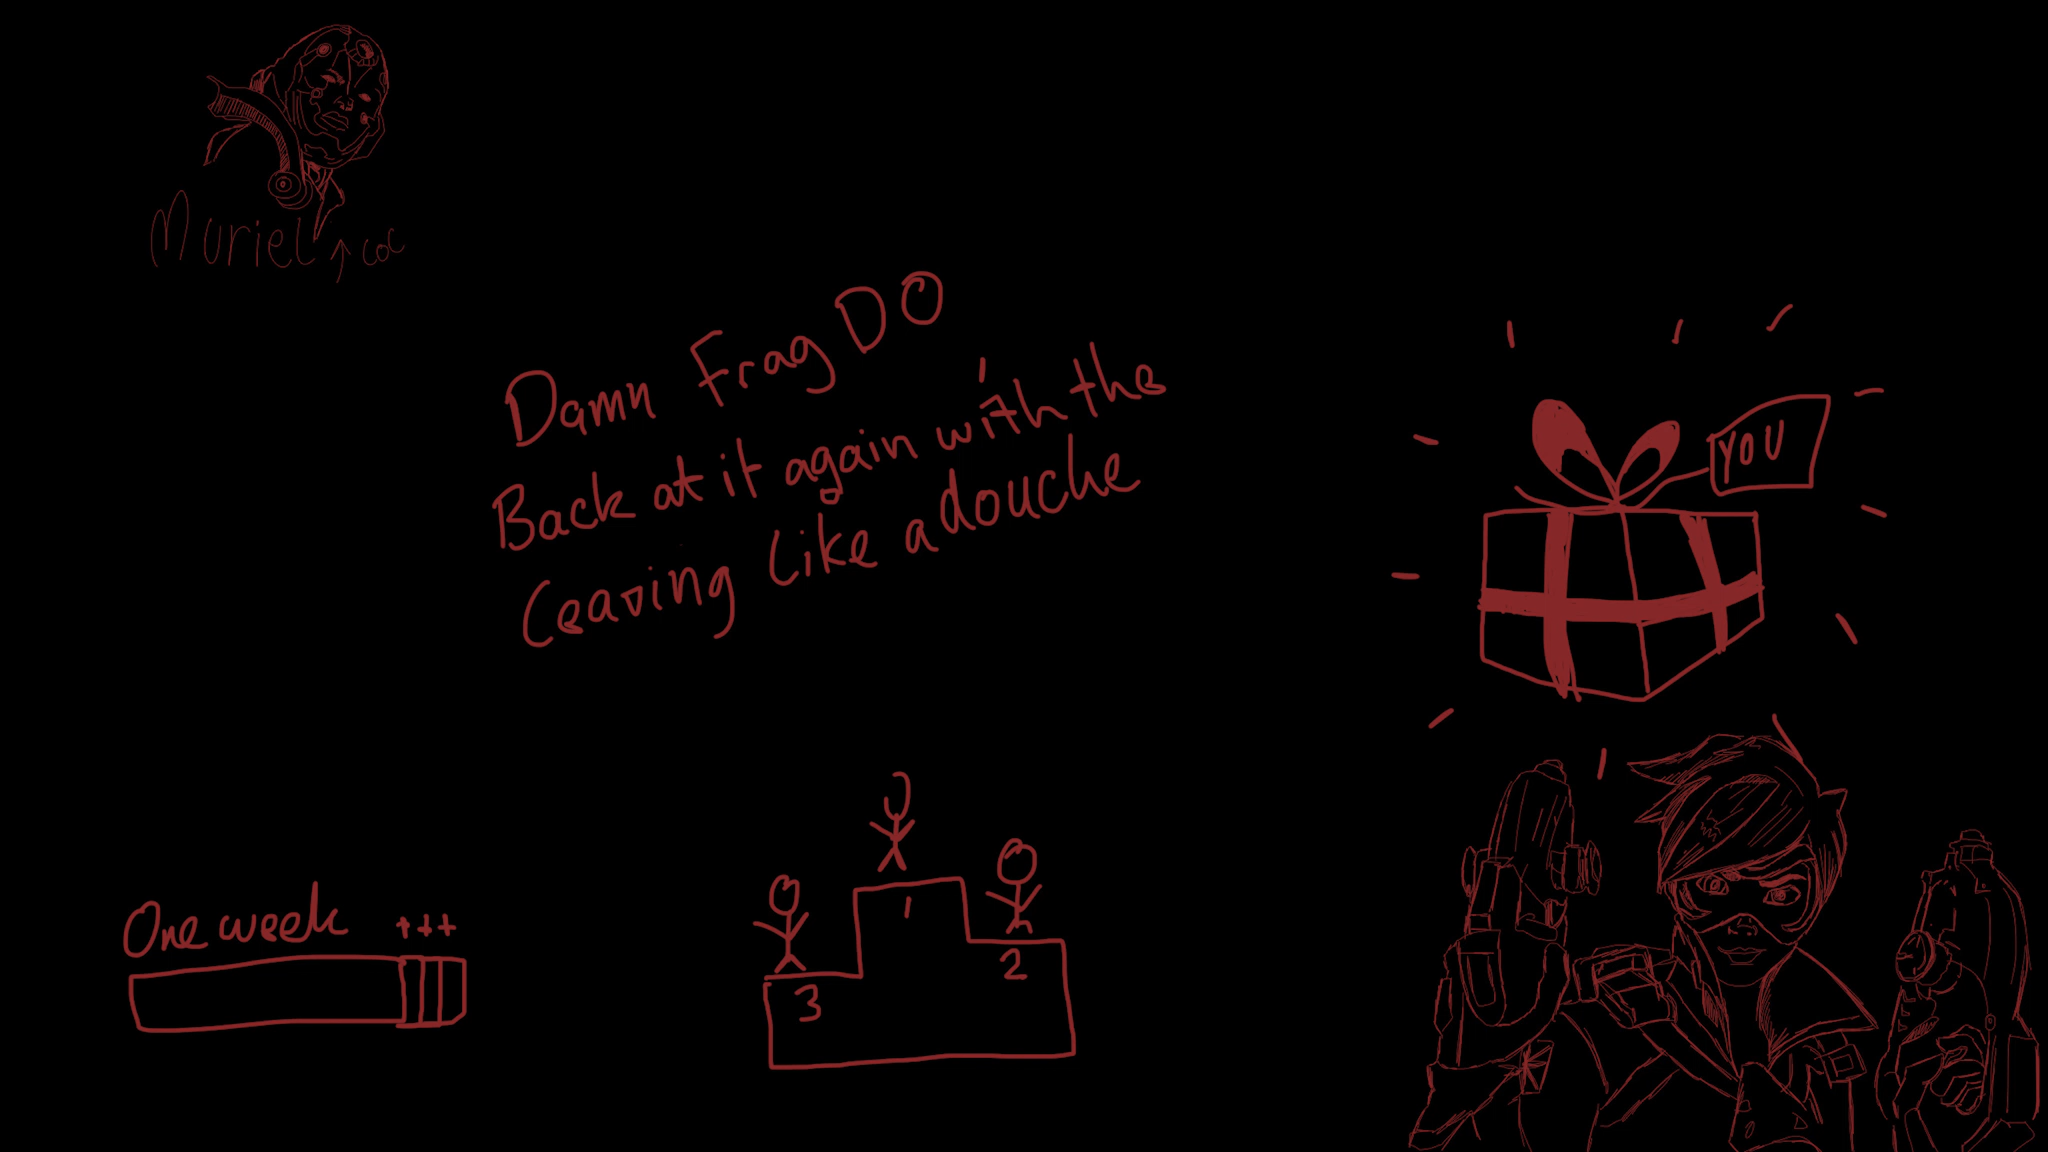 Muriel ↑ COC
Damn Frag DO
Back at it again with the
Leaving like a douche
YOU
One week +++
1
2
3